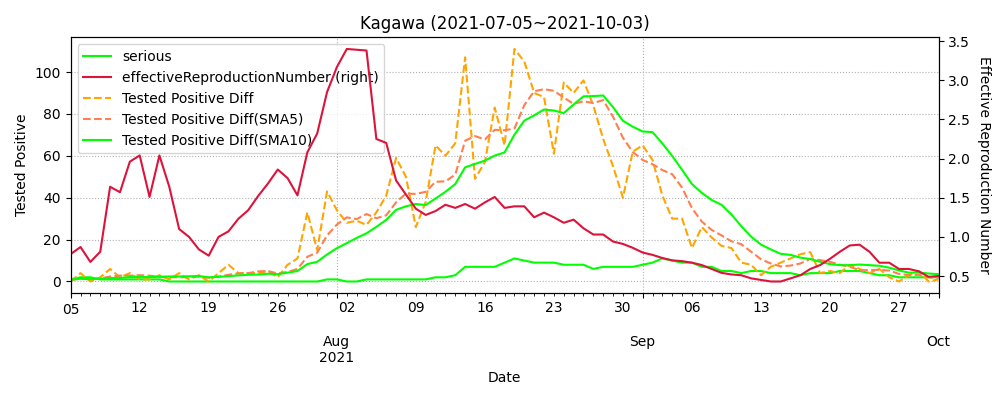 Kagawa (2021-07-05~2021-10-03)
serious
effectiveReproductionNumber (right)
Tested Positive Diff
Tested Positive Diff(SMA5)
Tested Positive Diff(SMA10)
Tested Positive
100
80
60
40
20
0
3.5
3.0
2.5
2.0
1.5
1.0
0.5
Effective Reproduction Number
05 12 19 26 02 09 16 23 30 06 13 20 27
Aug Sep Oct
2021
Date